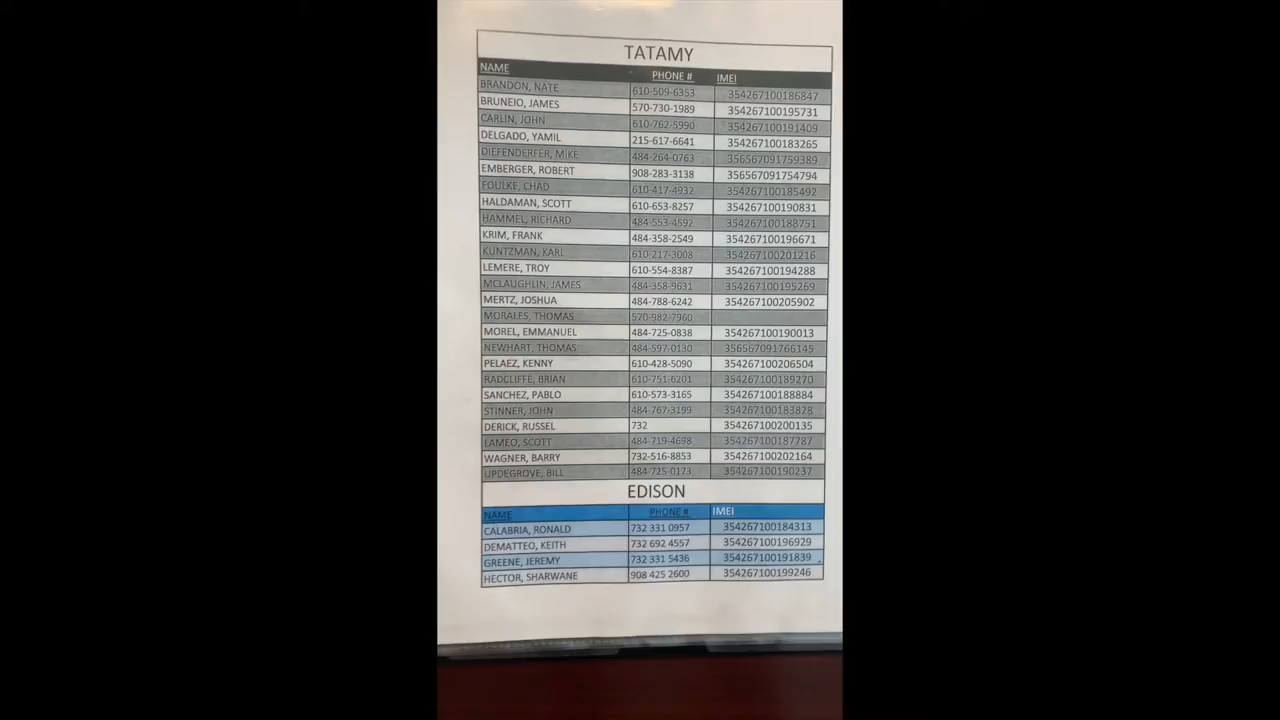 TATAMY
NAME PHONE # IMEI
BRANDON, NATE 610-509-6353 354267100186847
BRUNEIO, JAMES 570-730-1989 354267100195731
CARLIN, JOHN 610-762-5990 354267100191409
DELGADO, YAMIL 215-617-6641 354267100183265
DIEFENDERFER, MIKE 484-264-0763 356567091759389
EMBERGER, ROBERT 908-283-3138 356567091754794
FOULKE, CHAD 610-417-4932 354267100185492
HALDAMAN, SCOTT 610-653-8257 354267100190831
HAMMEL, RICHARD 484-553-4592 354267100188751
KRIM, FRANK 484-358-2549 354267100196671
KUNTZMAN, KARL 610-217-3008 354267100201216
LEMERE, TROY 610-554-8387 354267100194288
MCLAUGHLIN, JAMES 484-358-9631 354267100195269
MERTZ, JOSHUA 484-788-6242 354267100205902
MORALES, THOMAS 570-982-7960
MOREL, EMMANUEL 484-725-0838 354267100190013
NEWHART, THOMAS 484-597-0130 356567091766145
PELAEZ, KENNY 610-428-5090 354267100206504
RADCLIFFE, BRIAN 610-751-6201 354267100189270
SANCHEZ, PABLO 610-573-3165 354267100188884
STINNER, JOHN 484-767-3199 354267100183828
DERICK, RUSSEL 732 354267100200135
LAMEO, SCOTT 484-719-4698 354267100187787
WAGNER, BARRY 732-516-8853 354267100202164
UPDEGROVE, BILL 484-725-0173 354267100190237
EDISON
NAME PHONE # IMEI
CALABRIA, RONALD 732 331 0957 354267100184313
DEMATTEO, KEITH 732 692 4557 354267100196929
GREENE, JEREMY 732 331 5436 354267100191839
HECTOR, SHARWANE 908 425 2600 354267100199246